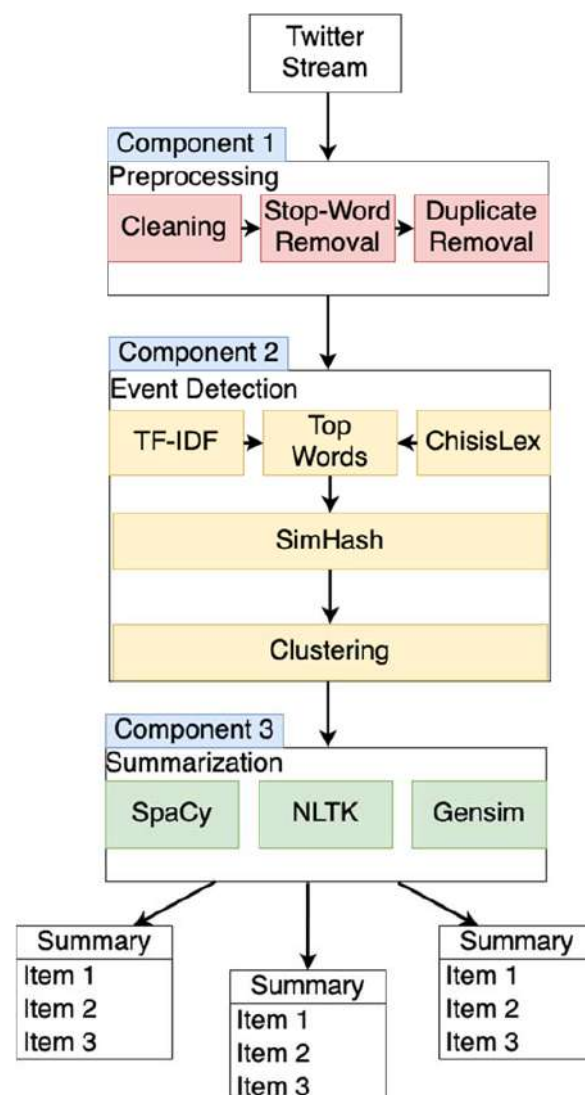 Twitter
Stream
Component 1
Preprocessing
Cleaning
Stop-Word
Removal
Duplicate
Removal
Component 2
Event Detection
TF-IDF
Top
Words
ChisisLex
SimHash
Clustering
Component 3
Summarization
SpaCy
NLTK
Gensim
Summary
Item 1
Item 2
Item 3
Summary
Item 1
Item 2
Item 3
Summary
Item 1
Item 2
Item 3